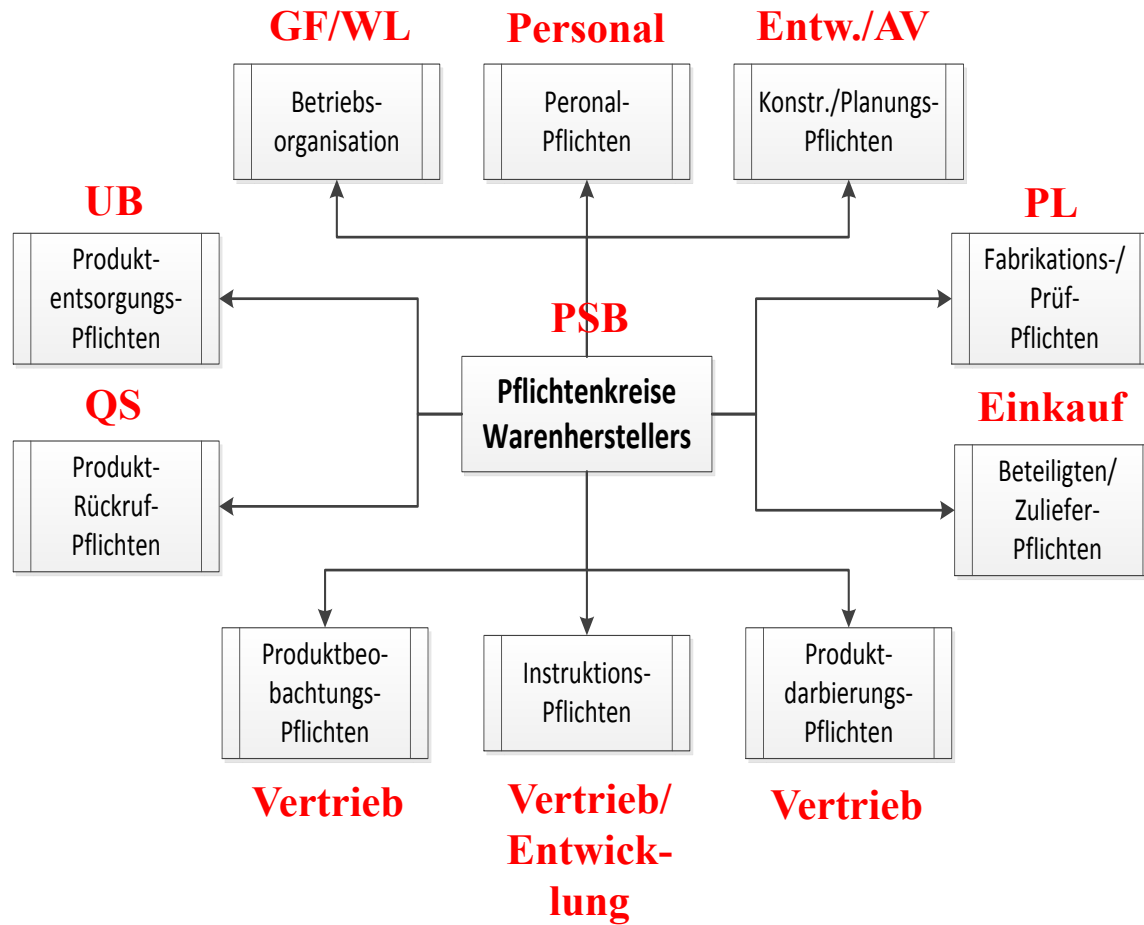 GF/WL
Personal
Entw./AV
Betriebs-
organisation
Peronal-
Pflichten
Konstr./Planungs-
Pflichten
UB
PL
Produkt-
entsorgungs-
Pflichten
Fabrikations-/
Prüf-
Pflichten
PSB
Pflichtenkreise
Warenherstellers
QS
Einkauf
Produkt-
Rückruf-
Pflichten
Beteiligten/
Zuliefer-
Pflichten
Produktbeo-
bachtungs-
Pflichten
Instruktions-
Pflichten
Produkt-
darbierungs-
Pflichten
Vertrieb
Vertrieb/
Entwick-
lung
Vertrieb